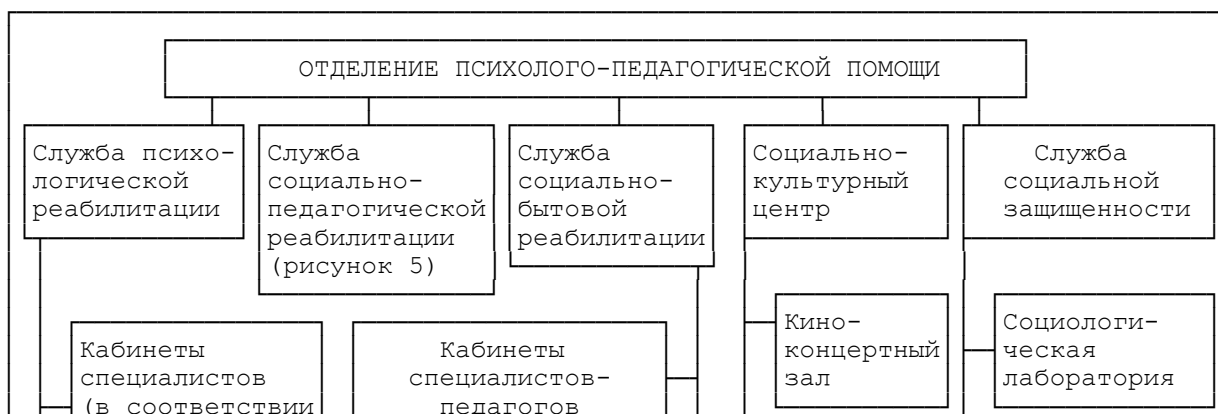 ОТДЕЛЕНИЕ ПСИХОЛОГО-ПЕДАГОГИЧЕСКОЙ ПОМОЩИ
Служба психо-
логической
реабилитации
Служба
социально-
педагогической
реабилитации
(рисунок 5)
Служба
социально-
бытовой
реабилитации
Социально-
культурный
центр
Служба
социальной
защищенности
Кабинеты
специалистов
(в соответствии
Кабинеты
специалистов-
педагогов
Кино-
концертный
зал
Социологи-
ческая
лаборатория